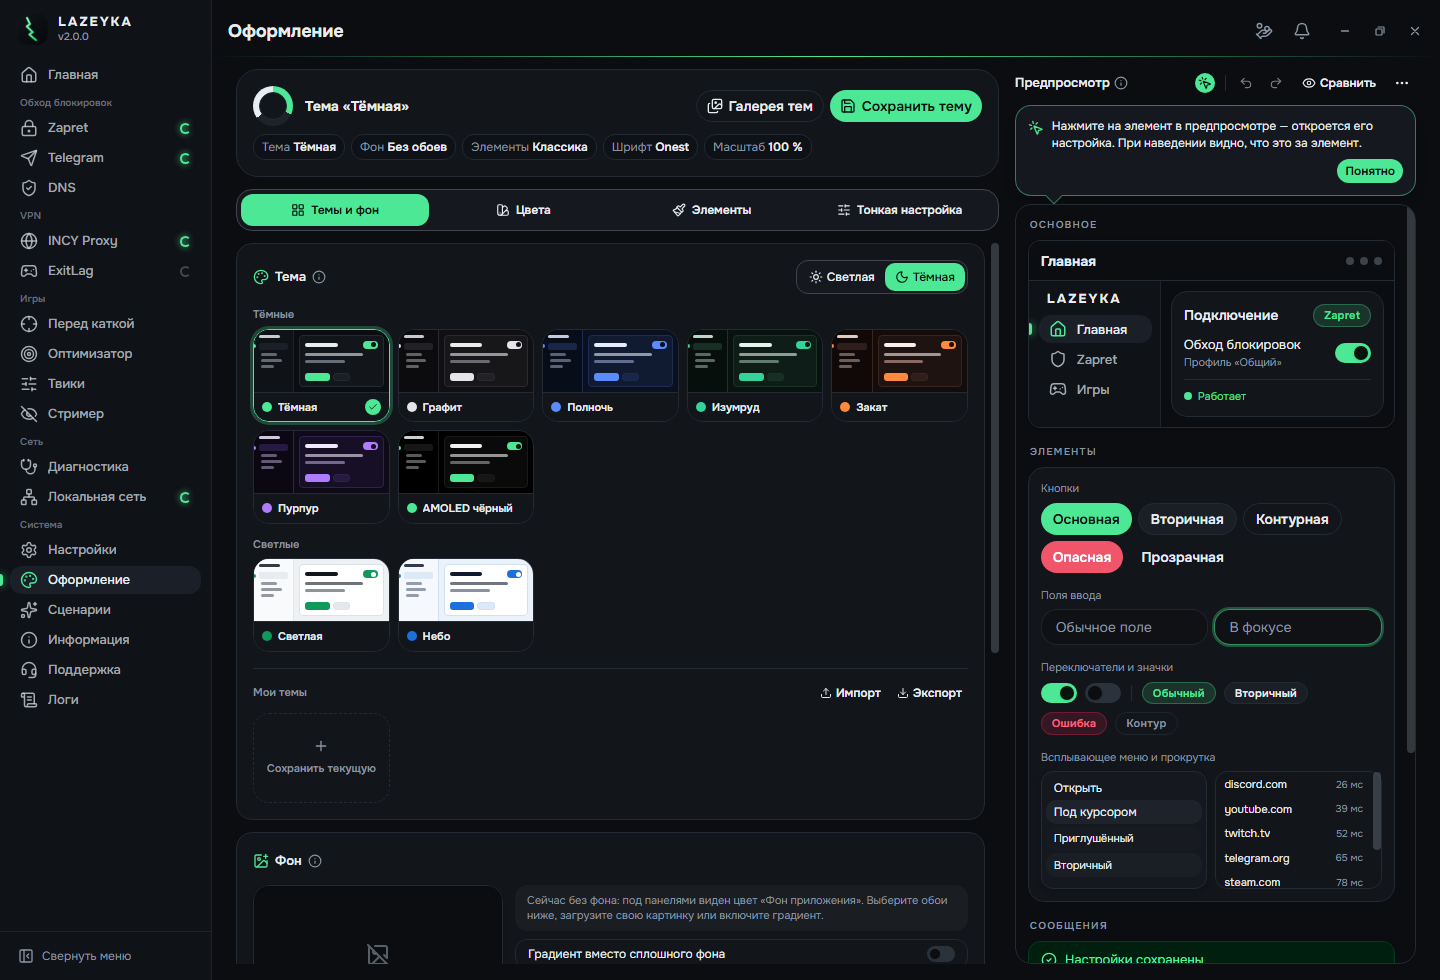 LAZEYKA
v2.0.0
Главная
Обход блокировок
Zapret
Telegram
DNS
VPN
INCY Proxy
ExitLag
Игры
Перед каткой
Оптимизатор
Твики
Стример
Сеть
Диагностика
Локальная сеть
Система
Настройки
Оформление
Сценарии
Информация
Поддержка
Логи
Свернуть меню
Оформление
Тема «Тёмная»
Галерея тем
Сохранить тему
Тема Тёмная
Фон Без обоев
Элементы Классика
Шрифт Onest
Масштаб 100 %
Темы и фон
Цвета
Элементы
Тонкая настройка
Тема
Светлая
Тёмная
Тёмные
Тёмная
Графит
Полночь
Изумруд
Закат
Пурпур
AMOLED чёрный
Светлые
Светлая
Небо
Мои темы
Импорт
Экспорт
Сохранить текущую
Фон
Сейчас без фона: под панелями виден цвет «Фон приложения». Выберите обои
ниже, загрузите свою картинку или включите градиент.
Градиент вместо сплошного фона
Предпросмотр
Сравнить
Нажмите на элемент в предпросмотре — откроется его
настройка. При наведении видно, что это за элемент.
Понятно
ОСНОВНОЕ
Главная
LAZEYKA
Главная
Zapret
Игры
Подключение
Zapret
Обход блокировок
Профиль «Общий»
Работает
ЭЛЕМЕНТЫ
Кнопки
Основная
Вторичная
Контурная
Опасная
Прозрачная
Поля ввода
Обычное поле
В фокусе
Переключатели и значки
Обычный
Вторичный
Ошибка
Контур
Всплывающее меню и прокрутка
Открыть
Под курсором
Приглушённый
Вторичный
discord.com 26 мс
youtube.com 39 мс
twitch.tv 52 мс
telegram.org 65 мс
steam.com 78 мс
СООБЩЕНИЯ
Настройки сохранены